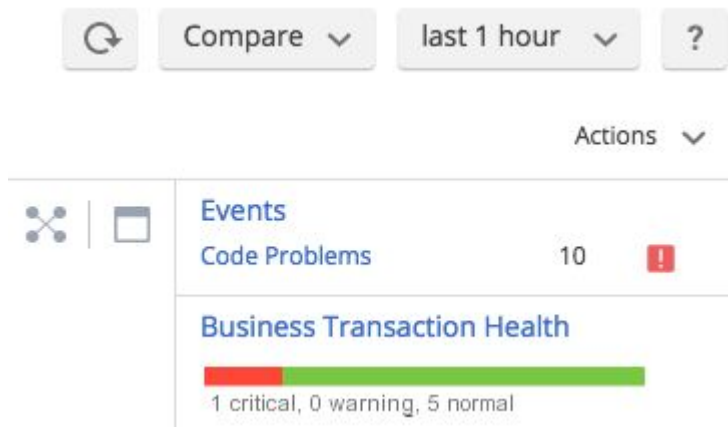 Compare last 1 hour ?
Actions
Events
Code Problems 10 !
Business Transaction Health
1 critical, 0 warning, 5 normal